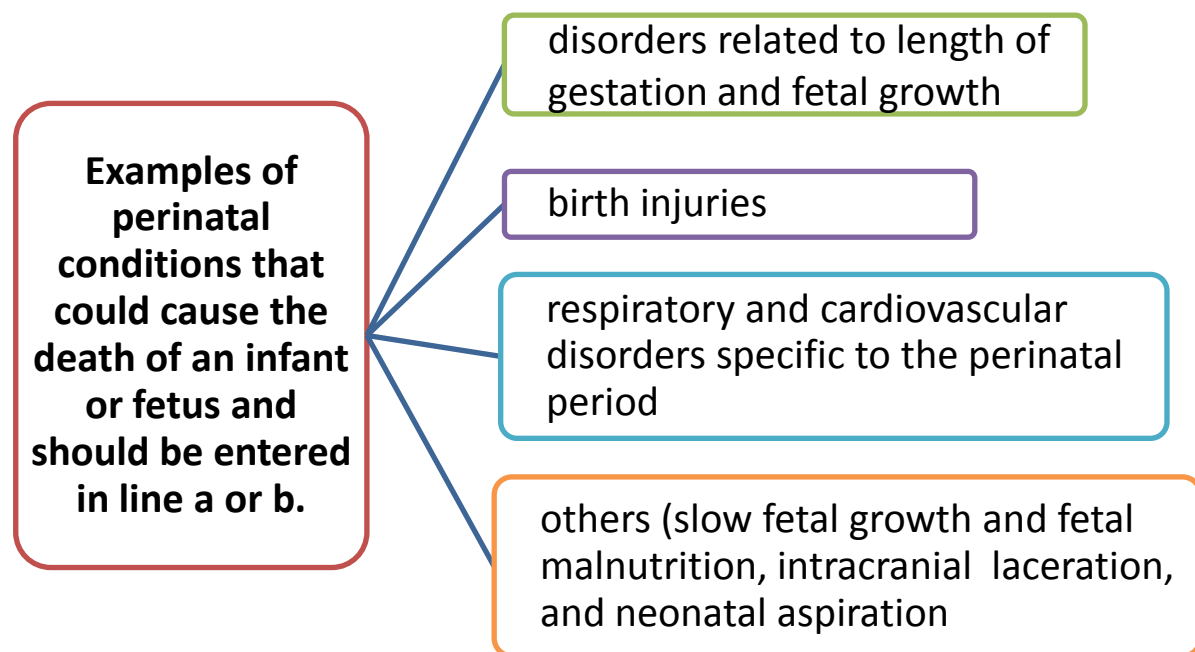 Examples of
perinatal
conditions that
could cause the
death of an infant
or fetus and
should be entered
in line a or b.
disorders related to length of
gestation and fetal growth
birth injuries
respiratory and cardiovascular
disorders specific to the perinatal
period
others (slow fetal growth and fetal
malnutrition, intracranial  laceration,
and neonatal aspiration